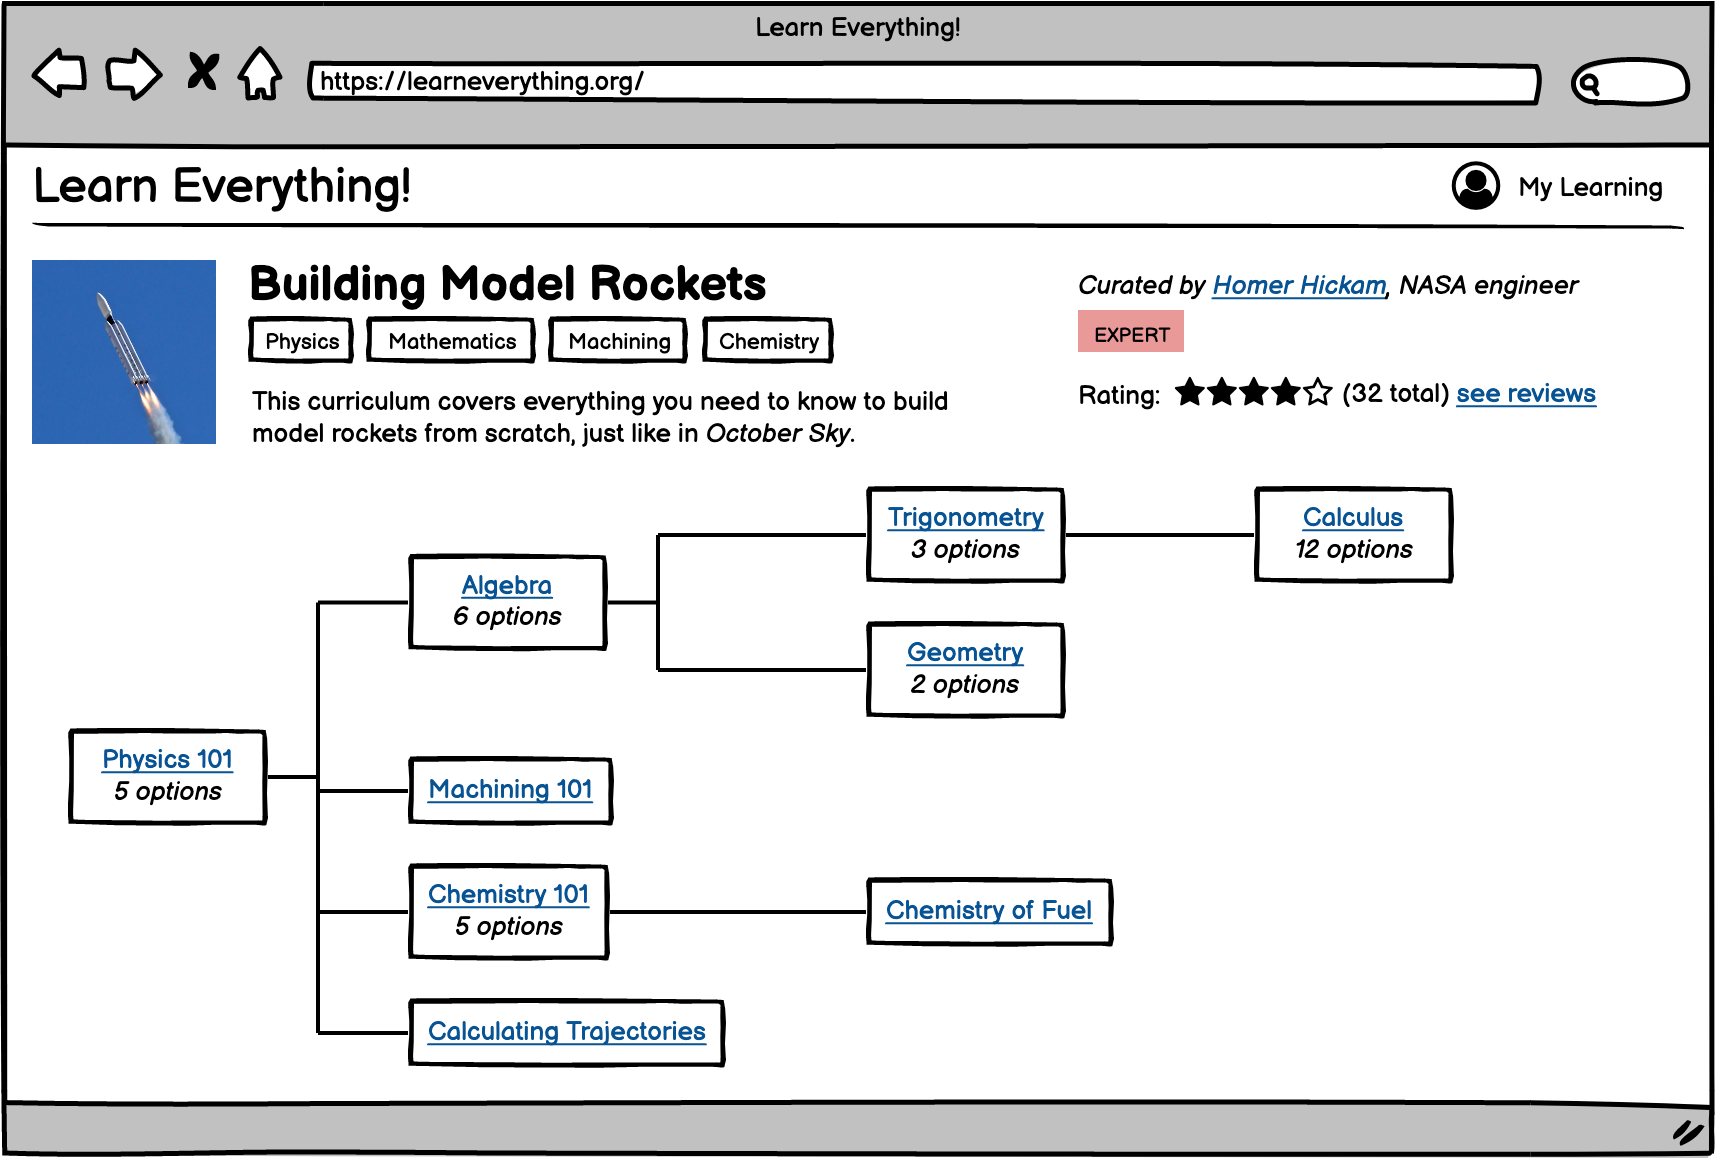 Learn Everything!
https://learneverything.org/
Learn Everything!
My Learning
Building Model Rockets
Physics
Mathematics
Machining
Chemistry
This curriculum covers everything you need to know to build
model rockets from scratch, just like in October Sky.
Curated by Homer Hickam, NASA engineer
EXPERT
Rating: ★★★★☆ (32 total) see reviews
Physics 101
5 options
Algebra
6 options
Trigonometry
3 options
Calculus
12 options
Geometry
2 options
Machining 101
Chemistry 101
5 options
Chemistry of Fuel
Calculating Trajectories